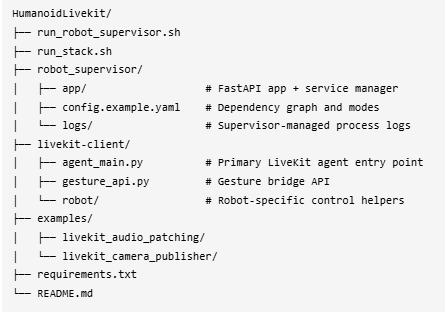 HumanoidLivekit/
├── run_robot_supervisor.sh
├── run_stack.sh
├── robot_supervisor/
│   ├── app/                  # FastAPI app + service manager
│   ├── config.example.yaml   # Dependency graph and modes
│   └── logs/                 # Supervisor-managed process logs
├── livekit-client/
│   ├── agent_main.py         # Primary LiveKit agent entry point
│   ├── gesture_api.py        # Gesture bridge API
│   └── robot/                # Robot-specific control helpers
├── examples/
│   ├── livekit_audio_patching/
│   └── livekit_camera_publisher/
├── requirements.txt
└── README.md